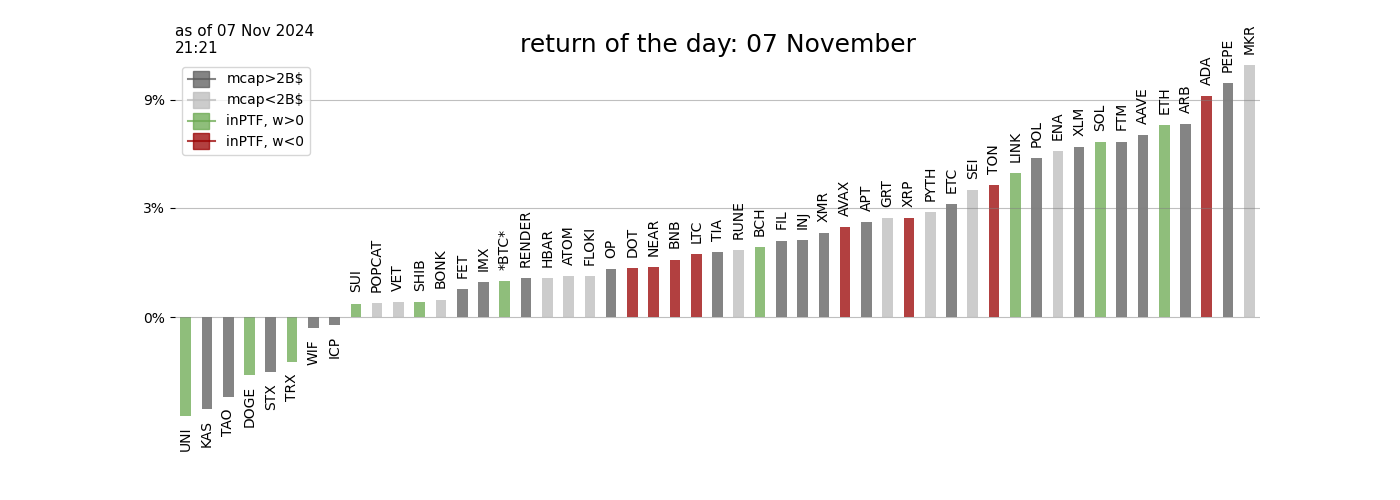 as of 07 Nov 2024
21:21
return of the day: 07 November
mcap>2B$
mcap<2B$
inPTF, w>0
inPTF, w<0
9%
3%
0%
UNI
KAS
TAO
DOGE
STX
TRX
WIF
ICP
SUI
POPCAT
VET
SHIB
BONK
FET
IMX
*BTC*
RENDER
HBAR
ATOM
FLOKI
OP
DOT
NEAR
BNB
LTC
TIA
RUNE
BCH
FIL
INJ
XMR
AVAX
APT
GRT
XRP
PYTH
ETC
SEI
TON
LINK
POL
ENA
XLM
SOL
FTM
AAVE
ETH
ARB
ADA
PEPE
MKR